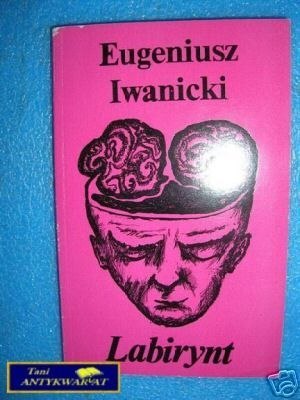 Eugeniusz
Iwanicki
Labirynt
Tani
ANTYKWARIAT